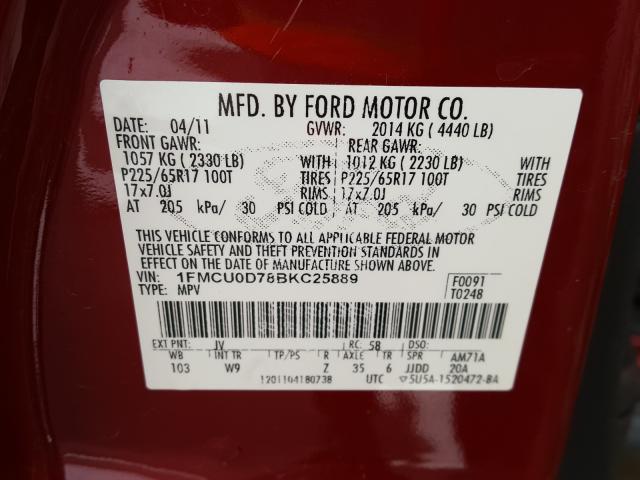 MFD. BY FORD MOTOR CO.
DATE: 04/11 GVWR: 2014 KG ( 4440 LB)
FRONT GAWR: REAR GAWR:
1057 KG ( 2330 LB) WITH 1012 KG ( 2230 LB) WITH
P225/65R17 100T TIRES P225/65R17 100T TIRES
17x7.0J RIMS 17x7.0J RIMS
AT 205 kPa/ 30 PSI COLD AT 205 kPa/ 30 PSI COLD
THIS VEHICLE CONFORMS TO ALL APPLICABLE FEDERAL MOTOR
VEHICLE SAFETY AND THEFT PREVENTION STANDARDS IN
EFFECT ON THE DATE OF MANUFACTURE SHOWN ABOVE.
VIN: 1FMCU0D78BKC25889 F0091
TYPE: MPV T0248
EXT PNT: JV RC: 58 DSO:
WB INT TR TP/PS R AXLE TR SPR AM71A
103 W9 Z 35 6 JJDD 20A
1201104180738 UTC ▽5U5A-1520472-BA